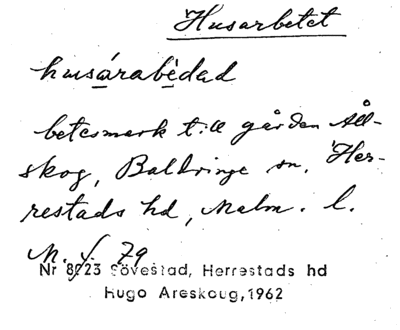 Husarbetet
husárabèdad
betesmark till gården Ål-
skog, Baldringe sn, Her-
restads hd, Malm. l.
M. f. 79
Nr 8023 Sövestad, Herrestads hd
Hugo Areskoug, 1962